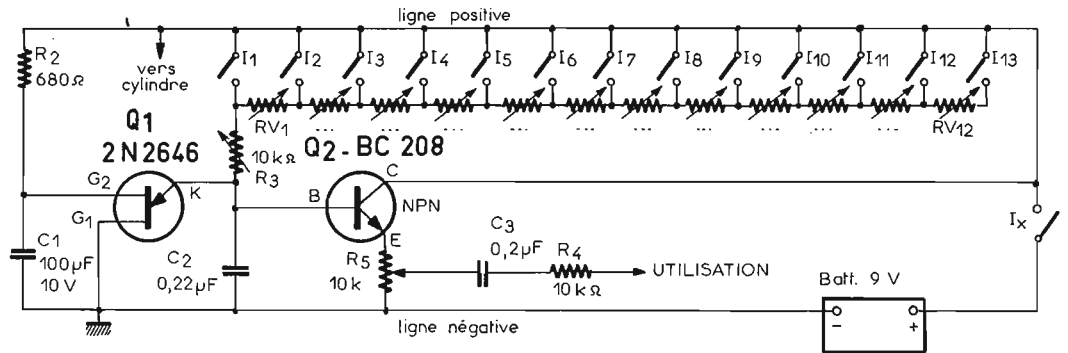 ligne positive
R2
680Ω
vers
cylindre
I1
I2
I3
I4
I5
I6
I7
I8
I9
I10
I11
I12
I13
RV1
...
...
...
...
...
...
...
...
...
...
RV12
Q1
2N2646
10kΩ
R3
Q2-BC 208
G2
K
G1
B
C
NPN
E
C1
100µF
10V
C2
0,22µF
R5
10k
C3
0,2µF
R4
10kΩ
UTILISATION
Ix
Batt. 9 V
- +
ligne négative